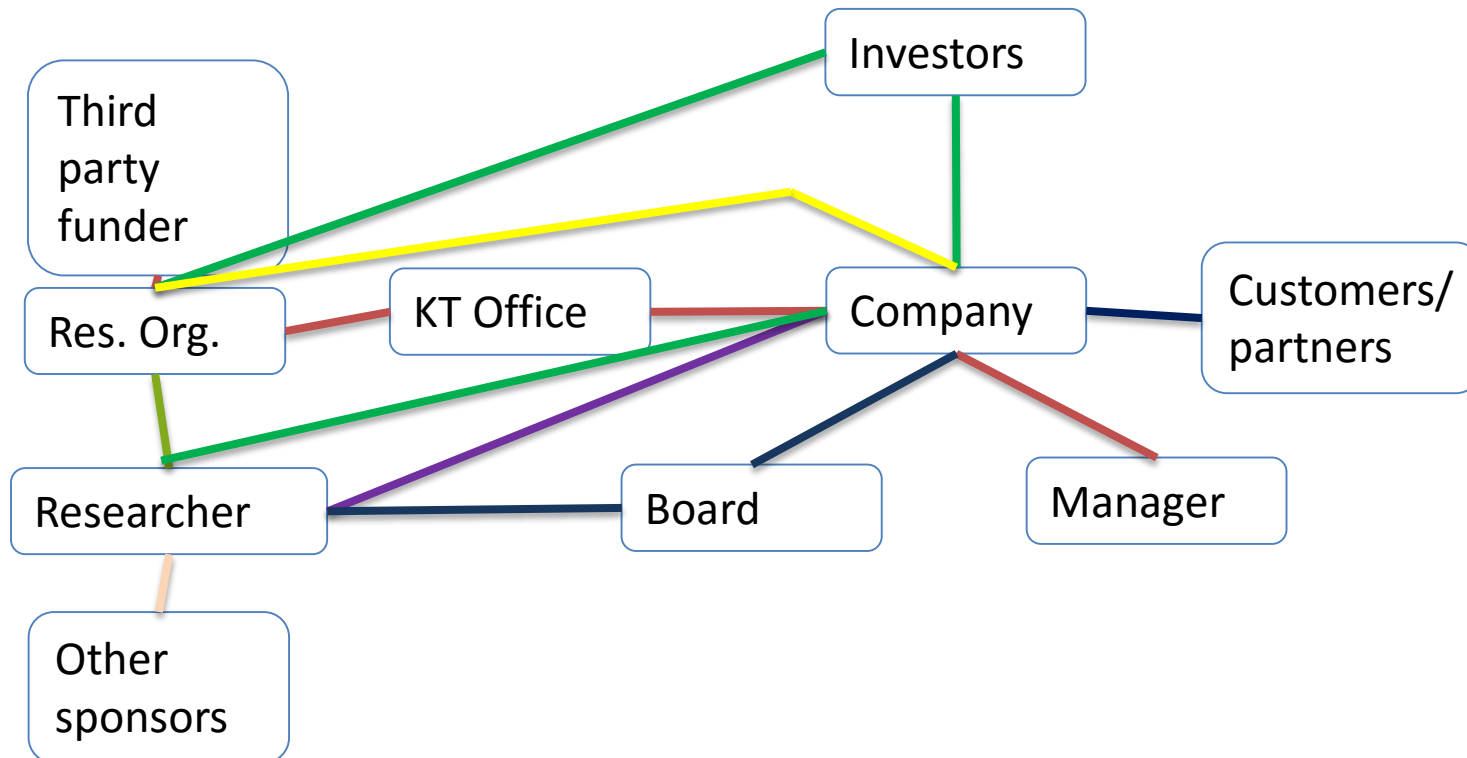 Investors
Third
party
funder
Res. Org.
KT Office
Company
Customers/
partners
Researcher
Board
Manager
Other
sponsors